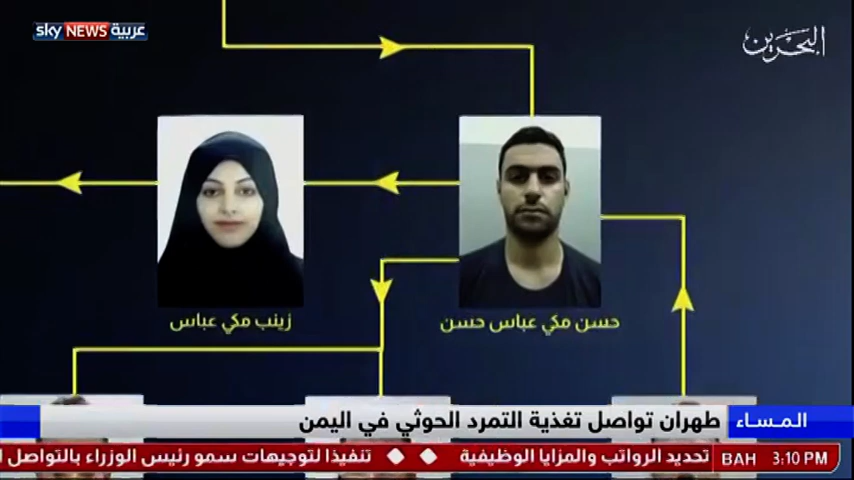 sky NEWS عربية
البحرين
زينب مكي عباس
حسن مكي عباس حسن
المساء
طهران تواصل تغذية التمرد الحوثي في اليمن
3:10 PM BAH
تحديد الرواتب والمزايا الوظيفية
تنفيذا لتوجيهات سمو رئيس الوزراء بالتواصل